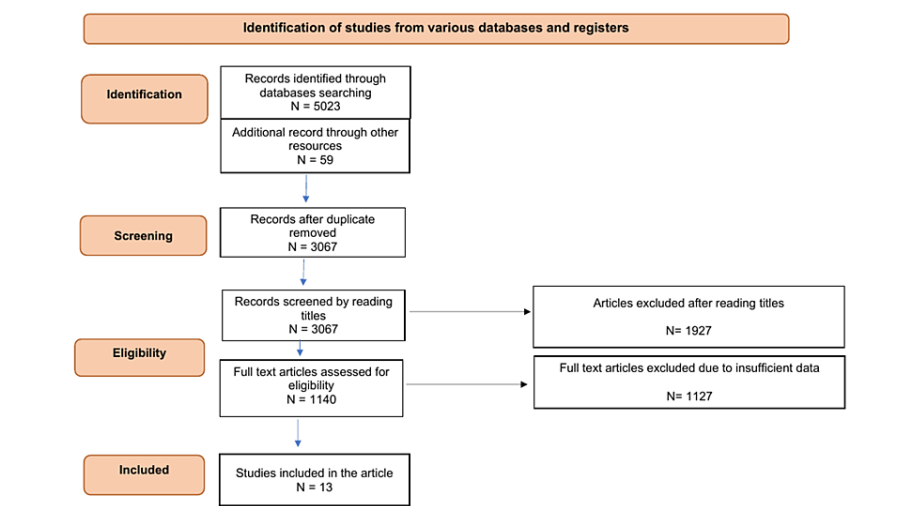 Identification of studies from various databases and registers
Identification
Records identified through
databases searching
N = 5023
Additional record through other
resources
N = 59
Screening
Records after duplicate
removed
N = 3067
Records screened by reading
titles
N = 3067
Articles excluded after reading titles
N= 1927
Eligibility
Full text articles assessed for
eligibility
N = 1140
Full text articles excluded due to insufficient data
N= 1127
Included
Studies included in the article
N = 13